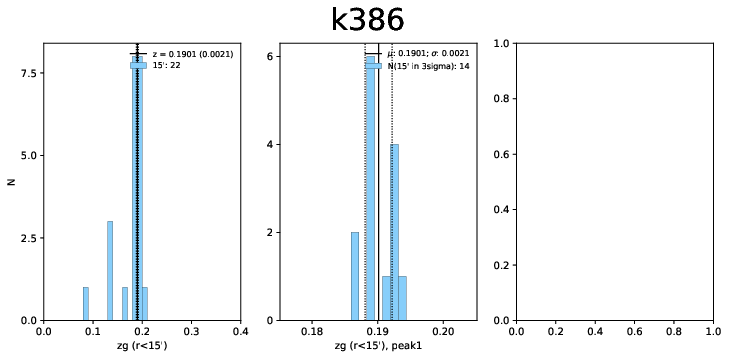 k386
z = 0.1901 (0.0021)
15': 22
N
7.5
5.0
2.5
0.0
0.0 0.1 0.2 0.3 0.4
zg (r<15')
μ: 0.1901; σ: 0.0021
N(15' in 3sigma): 14
6
4
2
0
0.18 0.19 0.20
zg (r<15'), peak1
1.0
0.8
0.6
0.4
0.2
0.0
0.0 0.2 0.4 0.6 0.8 1.0